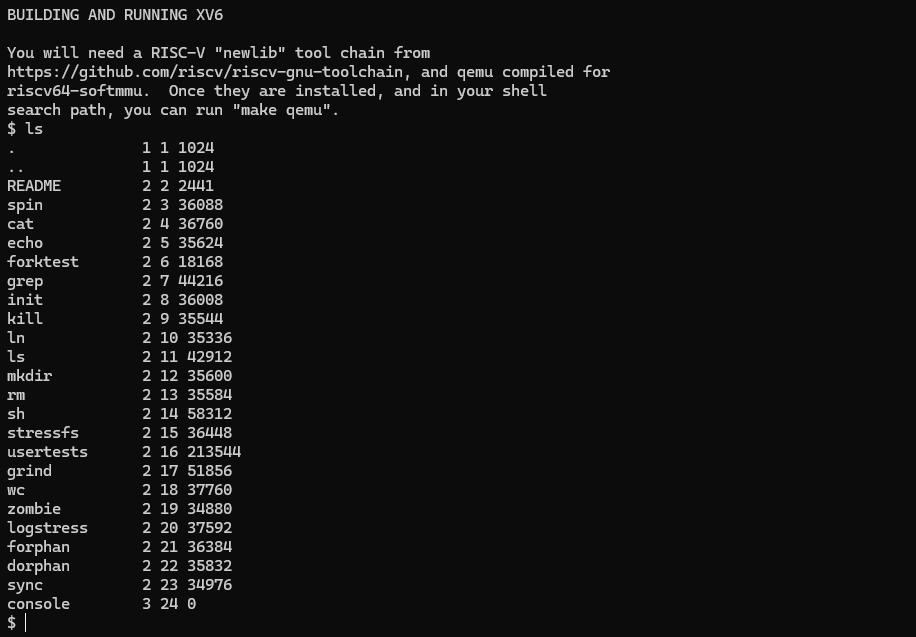 BUILDING AND RUNNING XV6
You will need a RISC-V "newlib" tool chain from
https://github.com/riscv/riscv-gnu-toolchain, and qemu compiled for
riscv64-softmmu.  Once they are installed, and in your shell
search path, you can run "make qemu".
$ ls
.              1 1 1024
..             1 1 1024
README         2 2 2441
spin           2 3 36088
cat            2 4 36760
echo           2 5 35624
forktest       2 6 18168
grep           2 7 44216
init           2 8 36008
kill           2 9 35544
ln             2 10 35336
ls             2 11 42912
mkdir          2 12 35600
rm             2 13 35584
sh             2 14 58312
stressfs       2 15 36448
usertests      2 16 213544
grind          2 17 51856
wc             2 18 37760
zombie         2 19 34880
logstress      2 20 37592
forphan        2 21 36384
dorphan        2 22 35832
sync           2 23 34976
console        3 24 0
$